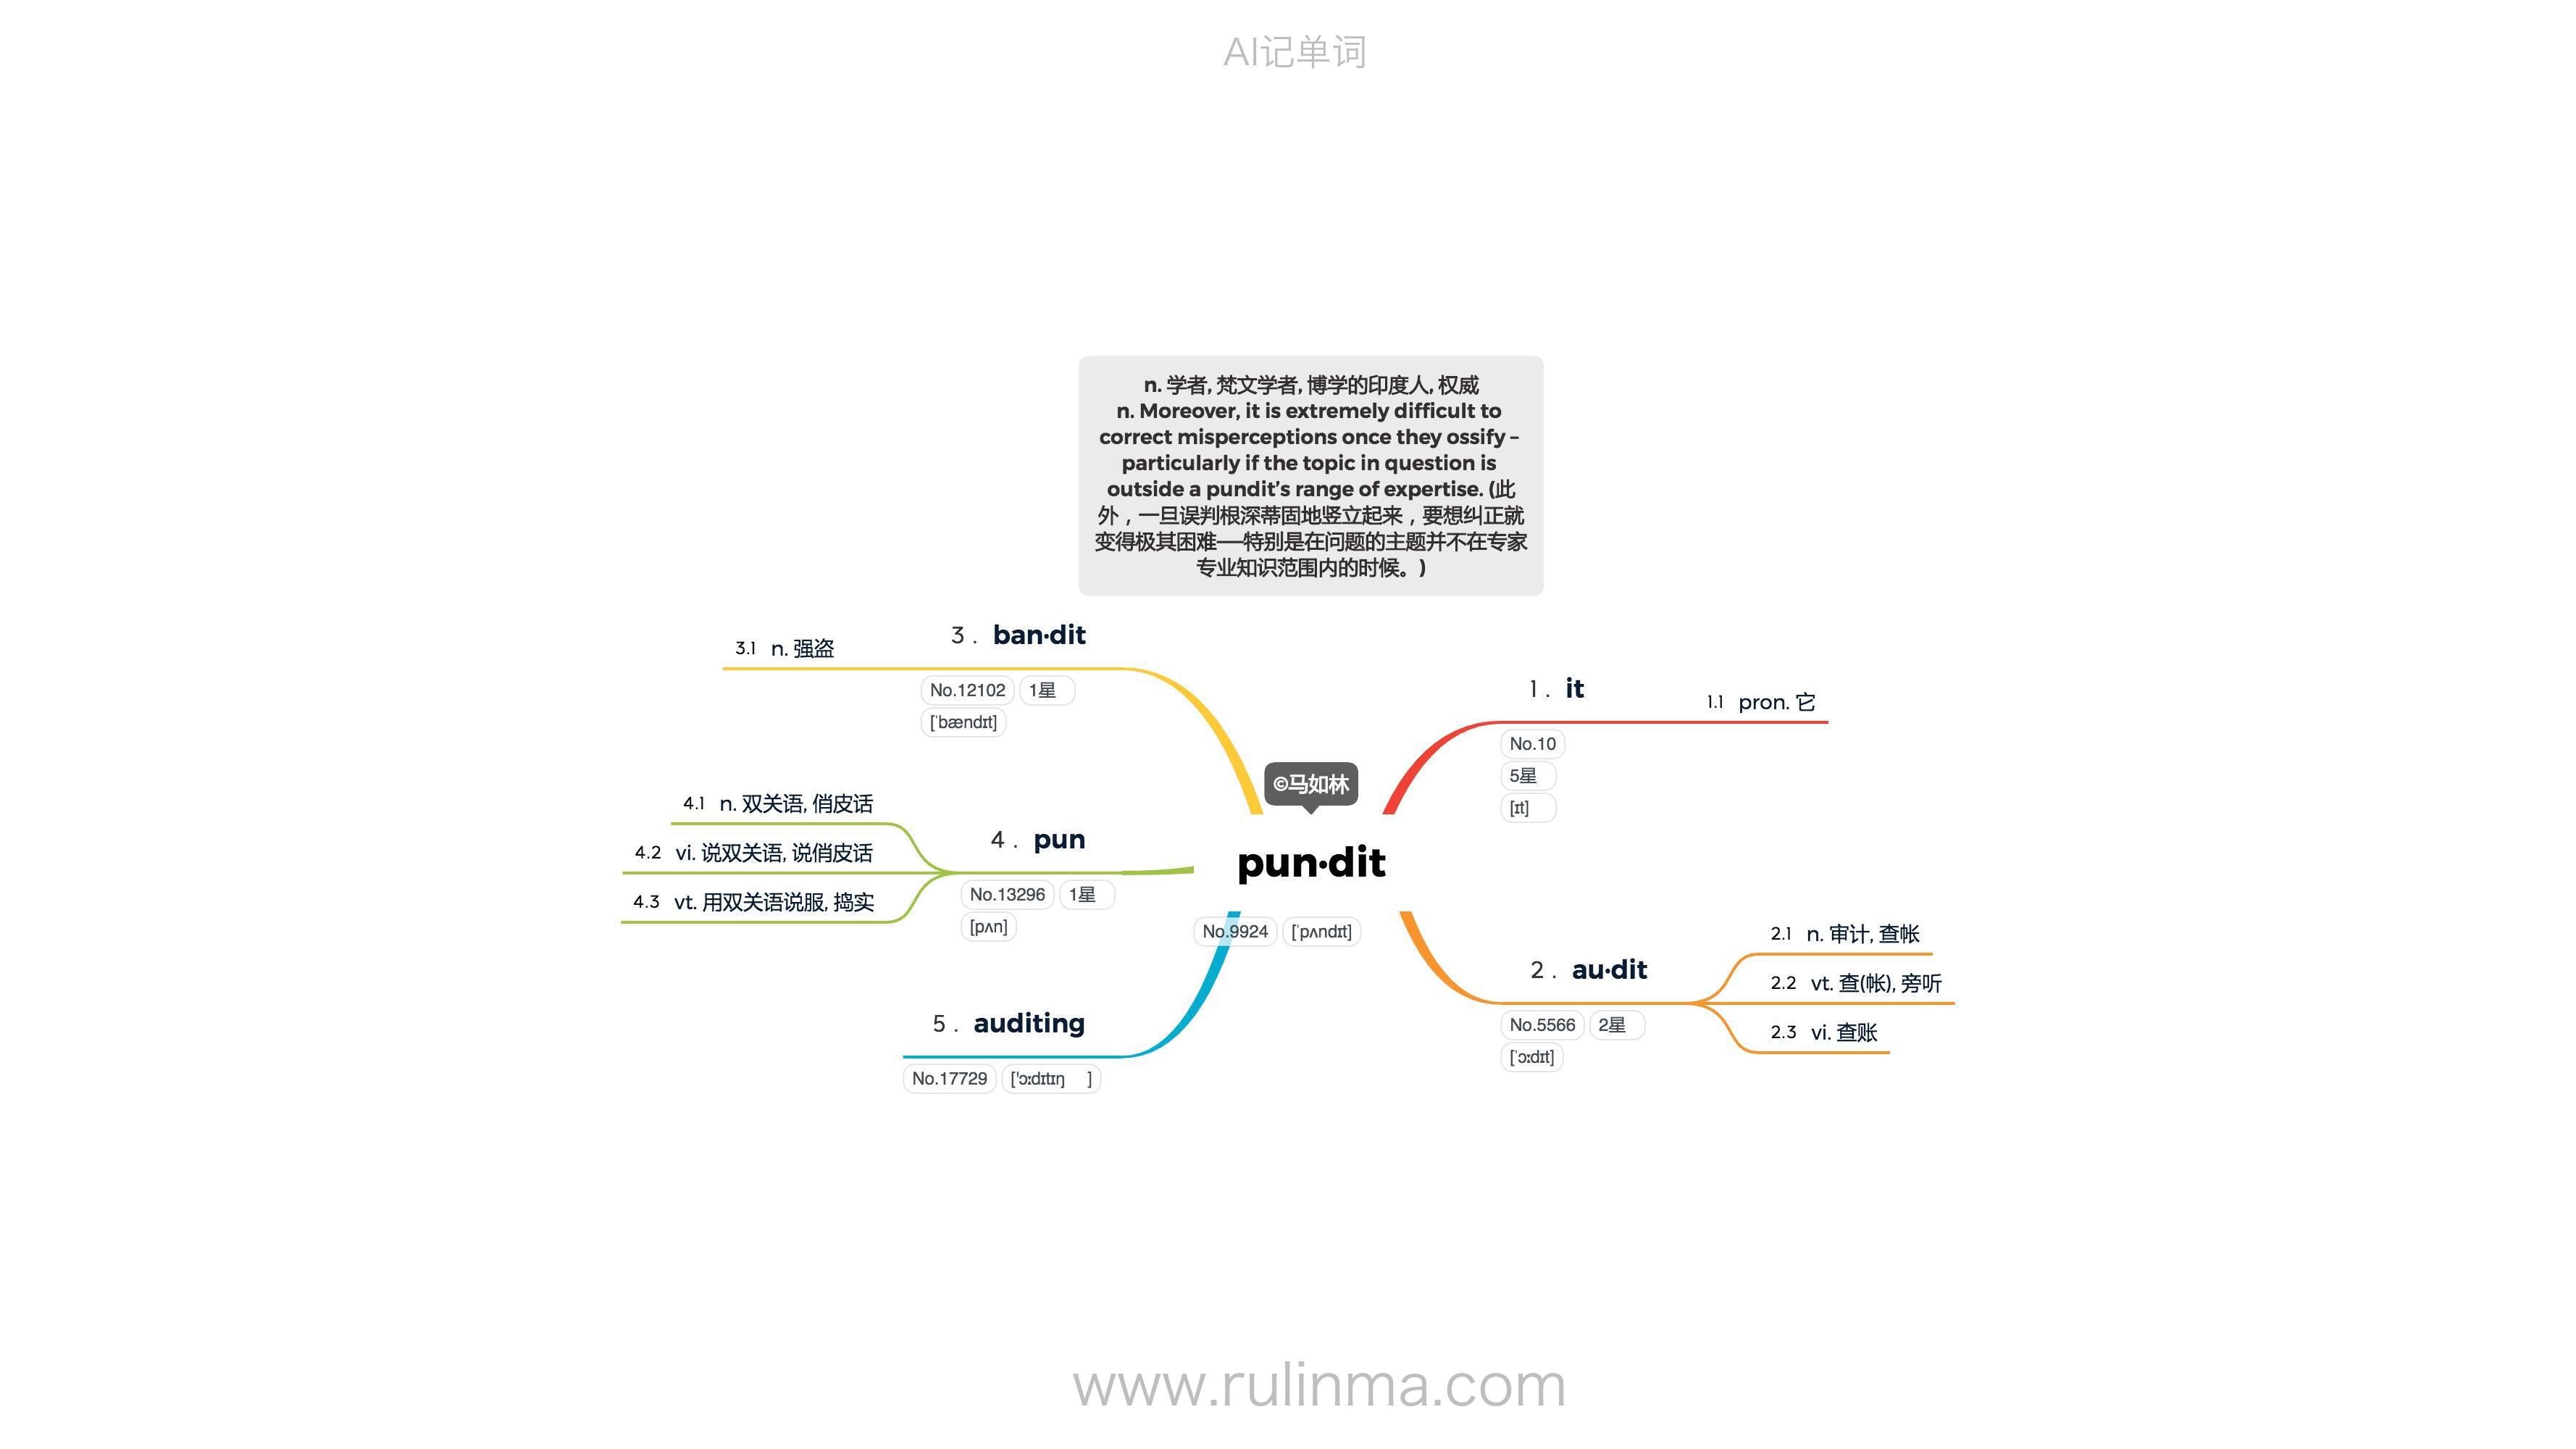 AI记单词
n. 学者, 梵文学者, 博学的印度人, 权威
n. Moreover, it is extremely difficult to
correct misperceptions once they ossify –
particularly if the topic in question is
outside a pundit’s range of expertise. (此
外，一旦误判根深蒂固地竖立起来，要想纠正就
变得极其困难——特别是在问题的主题并不在专家
专业知识范围内的时候。)
©马如林
pun·dit
No.9924 [ˈpʌndɪt]
1. it
No.10
5星
[ɪt]
1.1 pron. 它
2. au·dit
No.5566 2星
[ˈɔːdɪt]
2.1 n. 审计, 查帐
2.2 vt. 查(帐), 旁听
2.3 vi. 查账
3. ban·dit
No.12102 1星
[ˈbændɪt]
3.1 n. 强盗
4. pun
No.13296 1星
[pʌn]
4.1 n. 双关语, 俏皮话
4.2 vi. 说双关语, 说俏皮话
4.3 vt. 用双关语说服, 捣实
5. auditing
No.17729 ['ɔːdɪtɪŋ ]
www.rulinma.com